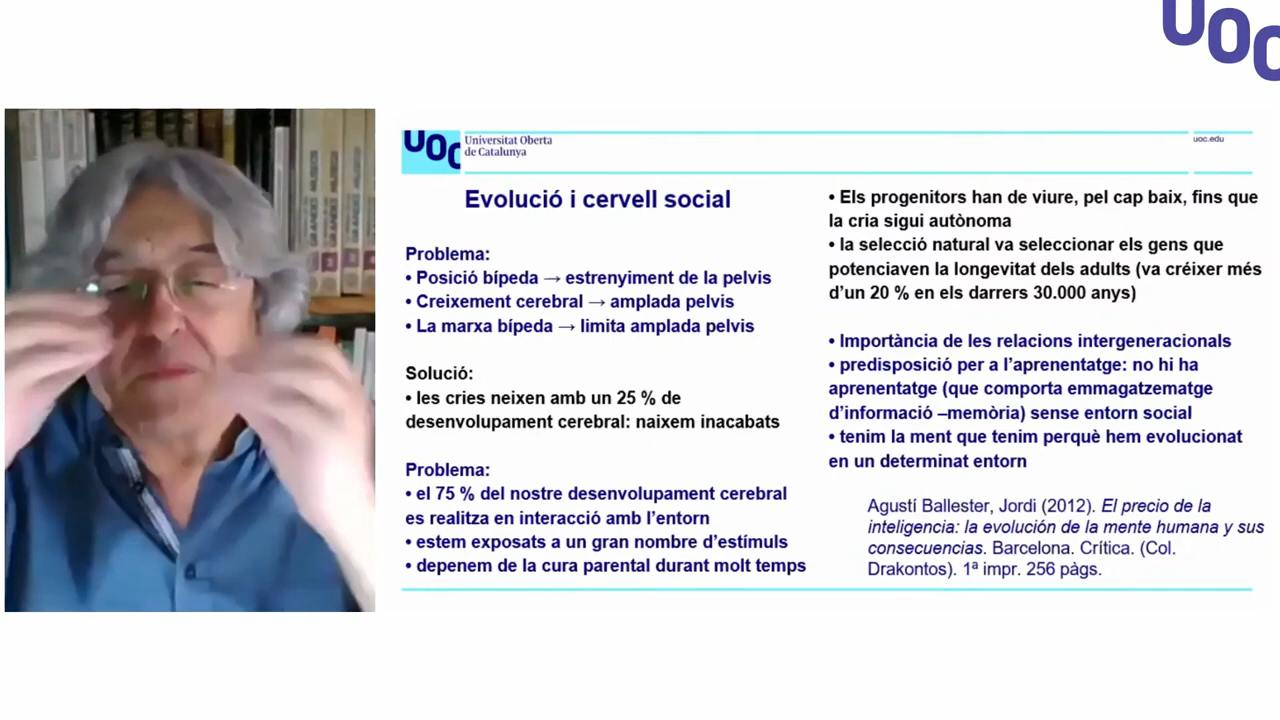 UOC
UOC
Universitat Oberta
de Catalunya
uoc.edu
Evolució i cervell social
Problema:
• Posició bípeda → estrenyiment de la pelvis
• Creixement cerebral → amplada pelvis
• La marxa bípeda → limita amplada pelvis
Solució:
• les cries neixen amb un 25 % de
desenvolupament cerebral: naixem inacabats
Problema:
• el 75 % del nostre desenvolupament cerebral
es realitza en interacció amb l’entorn
• estem exposats a un gran nombre d’estímuls
• depenem de la cura parental durant molt temps
• Els progenitors han de viure, pel cap baix, fins que
la cria sigui autònoma
• la selecció natural va seleccionar els gens que
potenciaven la longevitat dels adults (va créixer més
d’un 20 % en els darrers 30.000 anys)
• Importància de les relacions intergeneracionals
• predisposició per a l’aprenentatge: no hi ha
aprenentatge (que comporta emmagatzematge
d’informació –memòria) sense entorn social
• tenim la ment que tenim perquè hem evolucionat
en un determinat entorn
Agustí Ballester, Jordi (2012). El precio de la
inteligencia: la evolución de la mente humana y sus
consecuencias. Barcelona. Crítica. (Col.
Drakontos). 1ª impr. 256 pàgs.